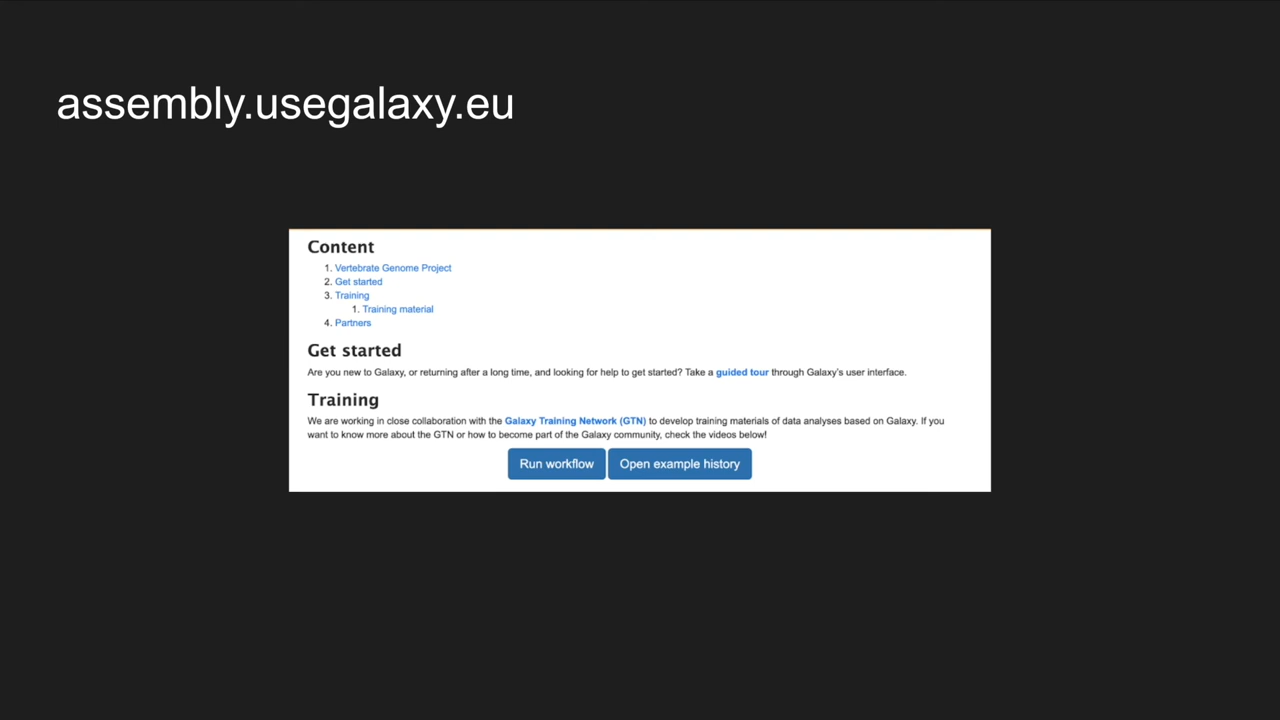 assembly.usegalaxy.eu
Content
1. Vertebrate Genome Project
2. Get started
3. Training
1. Training material
4. Partners
Get started
Are you new to Galaxy, or returning after a long time, and looking for help to get started? Take a guided tour through Galaxy's user interface.
Training
We are working in close collaboration with the Galaxy Training Network (GTN) to develop training materials of data analyses based on Galaxy. If you
want to know more about the GTN or how to become part of the Galaxy community, check the videos below!
Run workflow Open example history